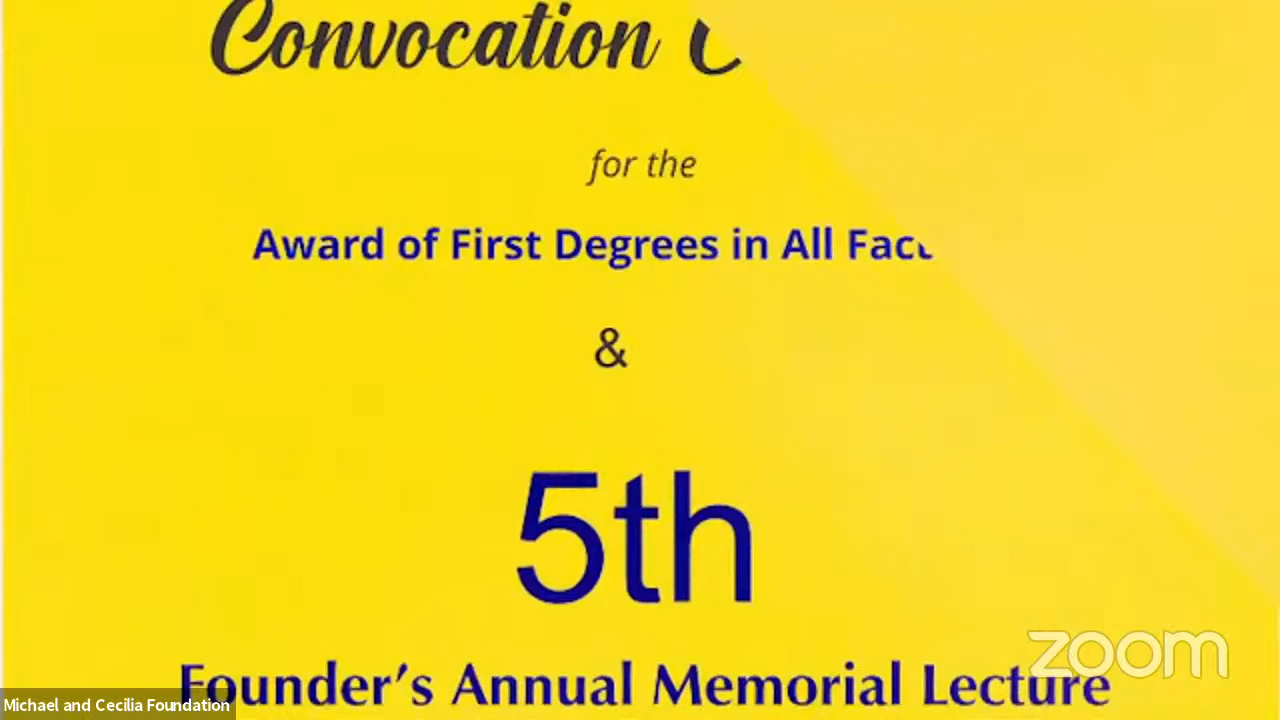 Convocation
for the
Award of First Degrees in All
&
5th
Founder's Annual Memorial Lecture
zoom
Michael and Cecilia Foundation